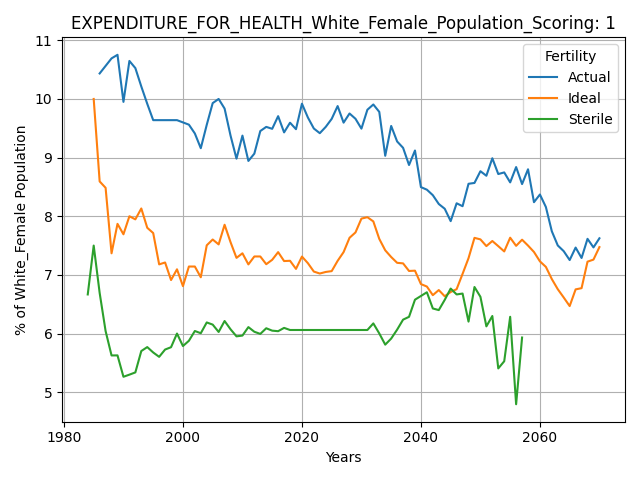 EXPENDITURE_FOR_HEALTH_White_Female_Population_Scoring: 1
11
10
9
8
7
6
5
% of White_Female Population
Fertility
Actual
Ideal
Sterile
1980 2000 2020 2040 2060
Years